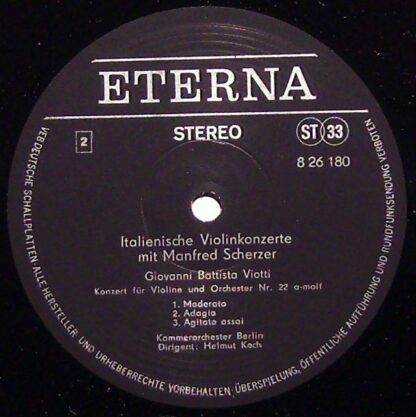 ETERNA
STEREO
ST 33
2
8 26 180
Italienische Violinkonzerte
mit Manfred Scherzer
Giovanni Battista Viotti
Konzert für Violine und Orchester Nr. 22 a-moll
1. Moderato
2. Adagio
3. Agitato assai
Kammerorchester Berlin
Dirigent: Helmut Koch
VEB DEUTSCHE SCHALLPLATTEN · ALLE HERSTELLER UND URHEBERRECHTE VORBEHALTEN · ÜBERSPIELUNG, ÖFFENTLICHE AUFFÜHRUNG UND RUNDFUNKSENDUNG VERBOTEN